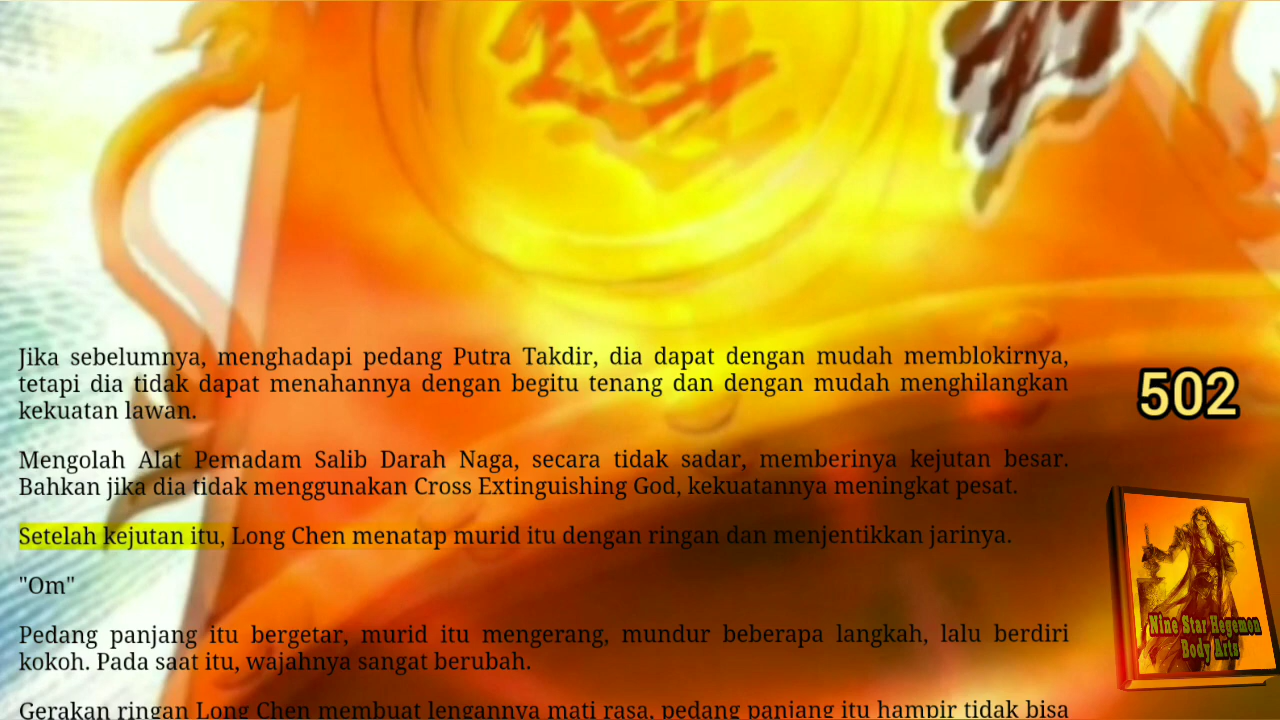 Jika sebelumnya, menghadapi pedang Putra Takdir, dia dapat dengan mudah memblokirnya,
tetapi dia tidak dapat menahannya dengan begitu tenang dan dengan mudah menghilangkan
kekuatan lawan.
502
Mengolah Alat Pemadam Salib Darah Naga, secara tidak sadar, memberinya kejutan besar.
Bahkan jika dia tidak menggunakan Cross Extinguishing God, kekuatannya meningkat pesat.
Setelah kejutan itu, Long Chen menatap murid itu dengan ringan dan menjentikkan jarinya.
"Om"
Pedang panjang itu bergetar, murid itu mengerang, mundur beberapa langkah, lalu berdiri
kokoh. Pada saat itu, wajahnya sangat berubah.
Nine Star Hegemon
Body Arts
Gerakan ringan Long Chen membuat lengannya mati rasa, pedang panjang itu hampir tidak bisa